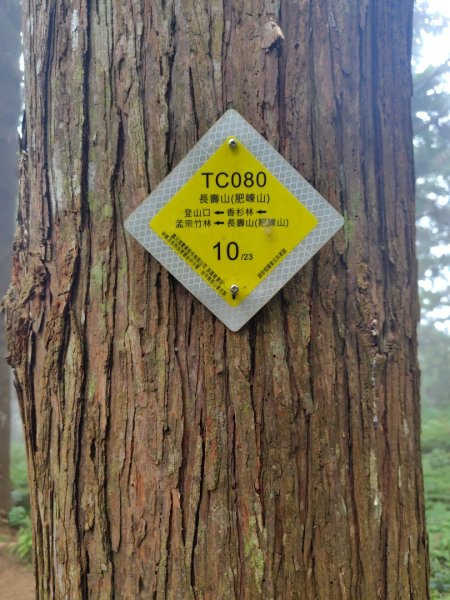 TC080
長壽山(肥崠山)
登山口 ← 香杉林 ←
孟宗竹林 ← 長壽山(肥崠山)
10/23